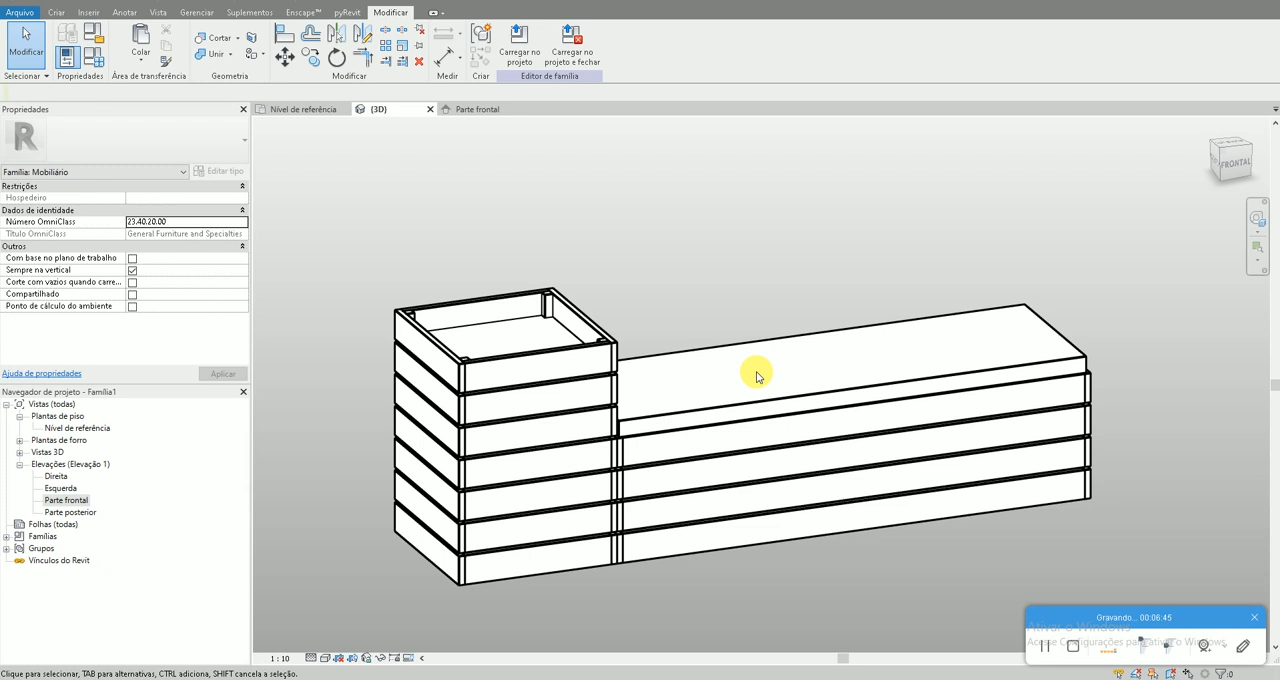 Arquivo Criar Inserir Anotar Vista Gerenciar Suplementos Enscape™ pyRevit Modificar
Modificar
Selecionar
Propriedades
Colar
Área de transferência
Cortar
Unir
Geometria
Modificar
Medir
Criar
Carregar no projeto
Carregar no projeto e fechar
Editor de família
Propriedades
Nível de referência
{3D}
Parte frontal
R
Família: Mobiliário
Editar tipo
Restrições
Hospedeiro
Dados de identidade
Número OmniClass 23.40.20.00
Título OmniClass General Furniture and Specialties
Outros
Com base no plano de trabalho
Sempre na vertical
Corte com vazios quando carre...
Compartilhado
Ponto de cálculo do ambiente
Ajuda de propriedades
Aplicar
Navegador de projeto - Família1
Vistas (todas)
Plantas de piso
Nível de referência
Plantas de forro
Vistas 3D
Elevações (Elevação 1)
Direita
Esquerda
Parte frontal
Parte posterior
Folhas (todas)
Famílias
Grupos
Vínculos do Revit
FRONTAL
1 : 10
Gravando... 00:06:45
Ativar o Windows
Acesse Configurações para ativar o Windows.
Clique para selecionar, TAB para alternativas, CTRL adiciona, SHIFT cancela a seleção.
:0